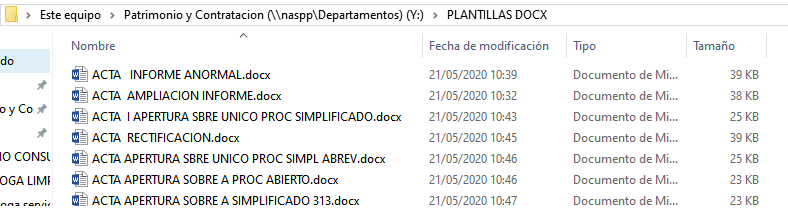 Este equipo > Patrimonio y Contratacion (\\naspp\Departamentos) (Y:) > PLANTILLAS DOCX
Nombre Fecha de modificación Tipo Tamaño
do ACTA   INFORME ANORMAL.docx 21/05/2020 10:39 Documento de Mi... 39 KB
ACTA  AMPLIACION INFORME.docx 21/05/2020 10:32 Documento de Mi... 38 KB
o y Co ACTA  I APERTURA SBRE UNICO PROC SIMPLIFICADO.docx 21/05/2020 10:43 Documento de Mi... 25 KB
ACTA  RECTIFICACION.docx 21/05/2020 10:45 Documento de Mi... 39 KB
IO CONSU ACTA APERTURA SBRE UNICO PROC SIMPL ABREV.docx 21/05/2020 10:46 Documento de Mi... 25 KB
OGA LIMP ACTA APERTURA SOBRE A PROC ABIERTO.docx 21/05/2020 10:46 Documento de Mi... 23 KB
oga servic ACTA APERTURA SOBRE A SIMPLIFICADO 313.docx 21/05/2020 10:47 Documento de Mi... 23 KB